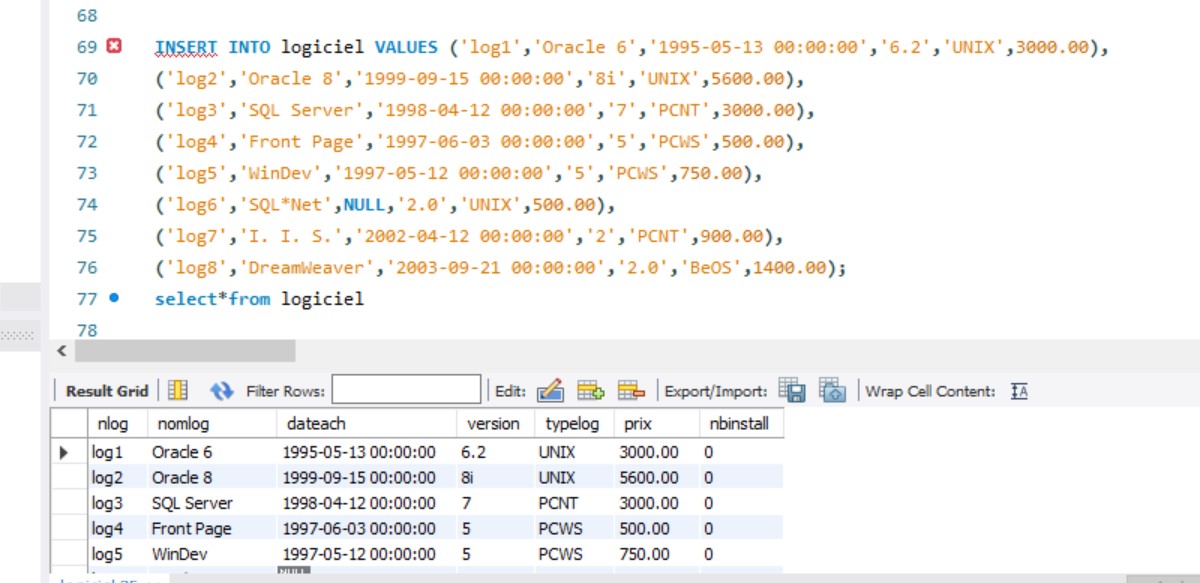 68
69 INSERT INTO logiciel VALUES ('log1','Oracle 6','1995-05-13 00:00:00','6.2','UNIX',3000.00),
70 ('log2','Oracle 8','1999-09-15 00:00:00','8i','UNIX',5600.00),
71 ('log3','SQL Server','1998-04-12 00:00:00','7','PCNT',3000.00),
72 ('log4','Front Page','1997-06-03 00:00:00','5','PCWS',500.00),
73 ('log5','WinDev','1997-05-12 00:00:00','5','PCWS',750.00),
74 ('log6','SQL*Net',NULL,'2.0','UNIX',500.00),
75 ('log7','I. I. S.','2002-04-12 00:00:00','2','PCNT',900.00),
76 ('log8','DreamWeaver','2003-09-21 00:00:00','2.0','BeOS',1400.00);
77 select*from logiciel
78
Result Grid Filter Rows: Edit: Export/Import: Wrap Cell Content: IA
nlog nomlog dateach version typelog prix nbinstall
log1 Oracle 6 1995-05-13 00:00:00 6.2 UNIX 3000.00 0
log2 Oracle 8 1999-09-15 00:00:00 8i UNIX 5600.00 0
log3 SQL Server 1998-04-12 00:00:00 7 PCNT 3000.00 0
log4 Front Page 1997-06-03 00:00:00 5 PCWS 500.00 0
log5 WinDev 1997-05-12 00:00:00 5 PCWS 750.00 0
NULL